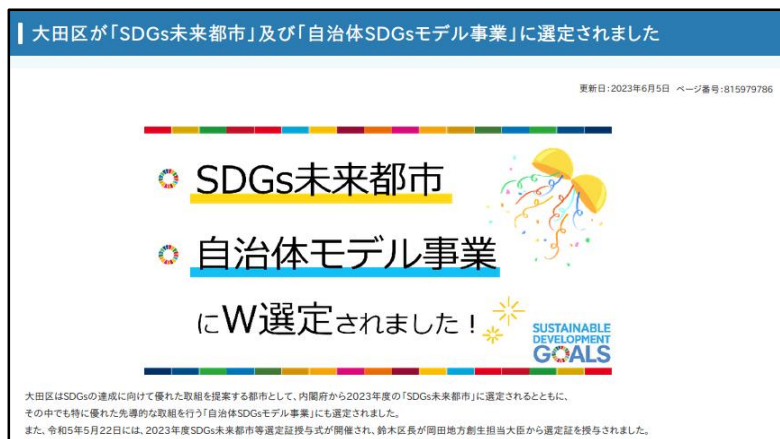 大田区が「SDGs未来都市」及び「自治体SDGsモデル事業」に選定されました
更新日:2023年6月5日 ページ番号:815979786
SDGs未来都市
自治体モデル事業
にW選定されました！
SUSTAINABLE
DEVELOPMENT
GOALS
大田区はSDGsの達成に向けて優れた取組を提案する都市として、内閣府から2023年度の「SDGs未来都市」に選定されるとともに、
その中でも特に優れた先導的な取組を行う「自治体SDGsモデル事業」にも選定されました。
また、令和5年5月22日には、2023年度SDGs未来都市等選定証授与式が開催され、鈴木区長が岡田地方創生担当大臣から選定証を授与されました。